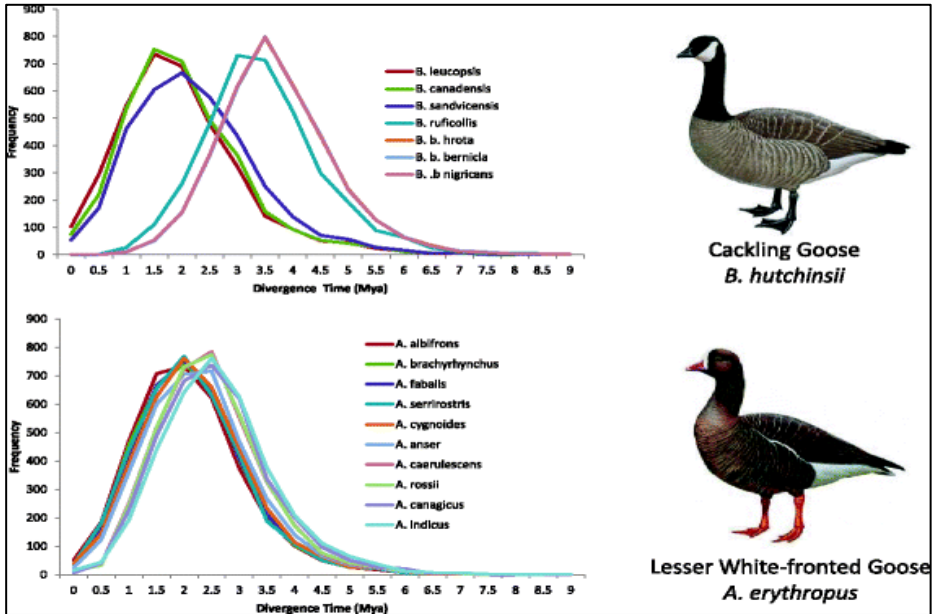 900
800
700
600
500
400
300
200
100
0
Frequency
0 0.5 1 1.5 2 2.5 3 3.5 4 4.5 5 5.5 6 6.5 7 7.5 8 8.5 9
Divergence Time (Mya)
B. leucopsis
B. canadensis
B. sandvicensis
B. ruficollis
B. b. hrota
B. b. bernicla
B. .b nigricans
Cackling Goose
B. hutchinsii
900
800
700
600
500
400
300
200
100
0
Frequency
0 0.5 1 1.5 2 2.5 3 3.5 4 4.5 5 5.5 6 6.5 7 7.5 8 8.5 9
Divergence Time (Mya)
A. albifrons
A. brachyrhynchus
A. fabalis
A. serrirostris
A. cygnoides
A. anser
A. caerulescens
A. rossii
A. canagicus
A. indicus
Lesser White-fronted Goose
A. erythropus